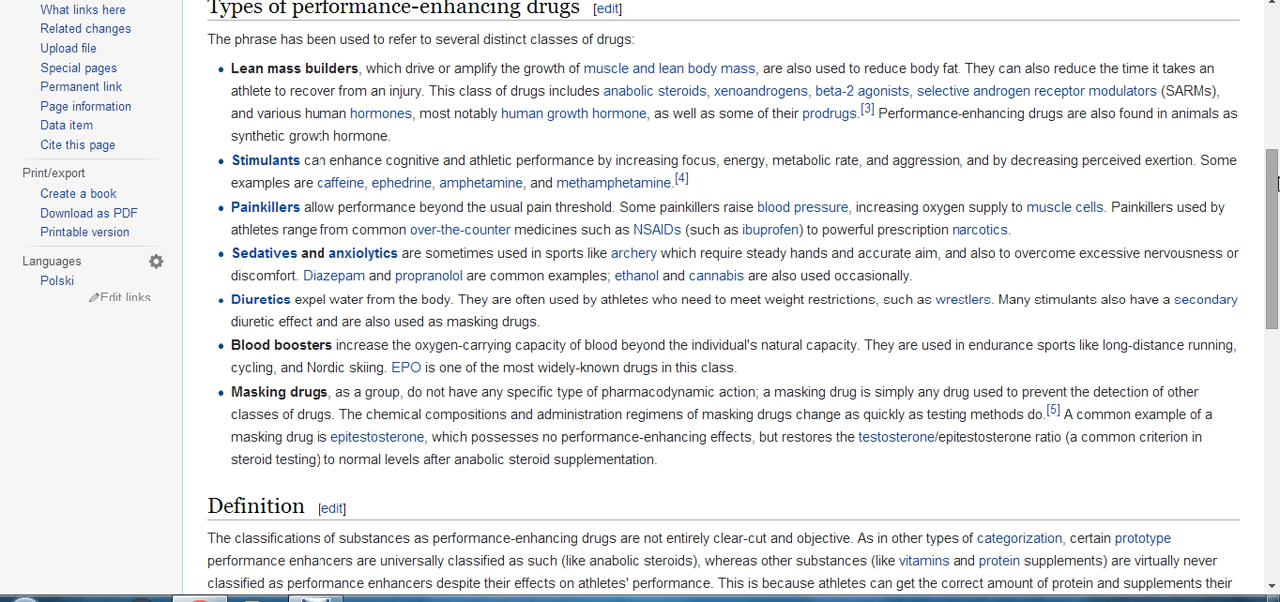 What links here
Related changes
Upload file
Special pages
Permanent link
Page information
Data item
Cite this page
Print/export
Create a book
Download as PDF
Printable version
Languages
Polski
Edit links
Types of performance-enhancing drugs [edit]
The phrase has been used to refer to several distinct classes of drugs:
• Lean mass builders, which drive or amplify the growth of muscle and lean body mass, are also used to reduce body fat. They can also reduce the time it takes an
athlete to recover from an injury. This class of drugs includes anabolic steroids, xenoandrogens, beta-2 agonists, selective androgen receptor modulators (SARMs),
and various human hormones, most notably human growth hormone, as well as some of their prodrugs.[3] Performance-enhancing drugs are also found in animals as
synthetic growth hormone.
• Stimulants can enhance cognitive and athletic performance by increasing focus, energy, metabolic rate, and aggression, and by decreasing perceived exertion. Some
examples are caffeine, ephedrine, amphetamine, and methamphetamine.[4]
• Painkillers allow performance beyond the usual pain threshold. Some painkillers raise blood pressure, increasing oxygen supply to muscle cells. Painkillers used by
athletes range from common over-the-counter medicines such as NSAIDs (such as ibuprofen) to powerful prescription narcotics.
• Sedatives and anxiolytics are sometimes used in sports like archery which require steady hands and accurate aim, and also to overcome excessive nervousness or
discomfort. Diazepam and propranolol are common examples; ethanol and cannabis are also used occasionally.
• Diuretics expel water from the body. They are often used by athletes who need to meet weight restrictions, such as wrestlers. Many stimulants also have a secondary
diuretic effect and are also used as masking drugs.
• Blood boosters increase the oxygen-carrying capacity of blood beyond the individual's natural capacity. They are used in endurance sports like long-distance running,
cycling, and Nordic skiing. EPO is one of the most widely-known drugs in this class.
• Masking drugs, as a group, do not have any specific type of pharmacodynamic action; a masking drug is simply any drug used to prevent the detection of other
classes of drugs. The chemical compositions and administration regimens of masking drugs change as quickly as testing methods do.[5] A common example of a
masking drug is epitestosterone, which possesses no performance-enhancing effects, but restores the testosterone/epitestosterone ratio (a common criterion in
steroid testing) to normal levels after anabolic steroid supplementation.
Definition [edit]
The classifications of substances as performance-enhancing drugs are not entirely clear-cut and objective. As in other types of categorization, certain prototype
performance enhancers are universally classified as such (like anabolic steroids), whereas other substances (like vitamins and protein supplements) are virtually never
classified as performance enhancers despite their effects on athletes' performance. This is because athletes can get the correct amount of protein and supplements their